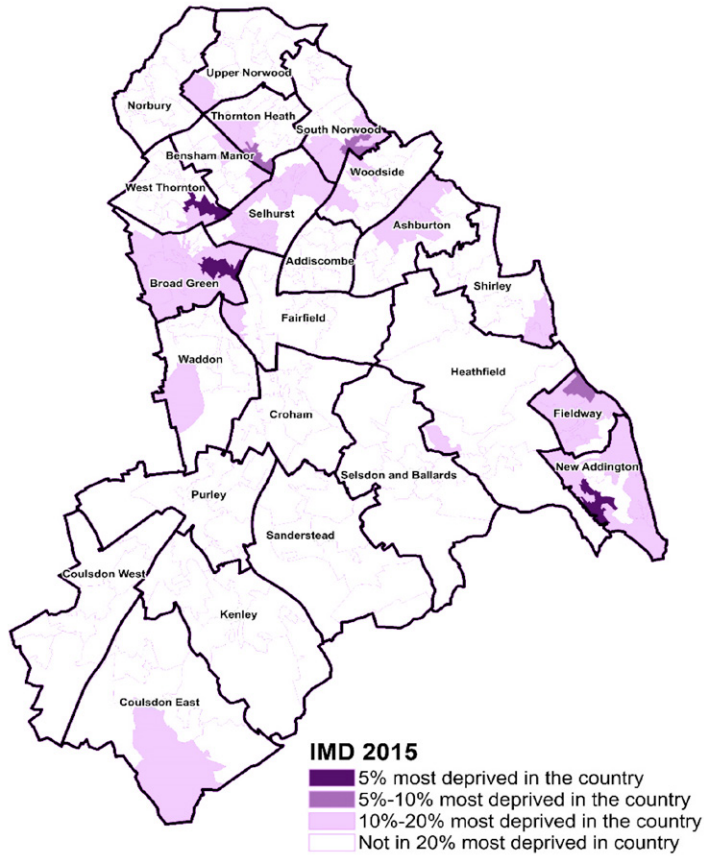 Upper Norwood
Norbury
Thornton Heath
South Norwood
Bensham Manor
Woodside
West Thornton
Selhurst
Ashburton
Addiscombe
Broad Green
Shirley
Fairfield
Waddon
Heathfield
Croham
Fieldway
New Addington
Selsdon and Ballards
Purley
Sanderstead
Coulsdon West
Kenley
Coulsdon East
IMD 2015
5% most deprived in the country
5%-10% most deprived in the country
10%-20% most deprived in the country
Not in 20% most deprived in country